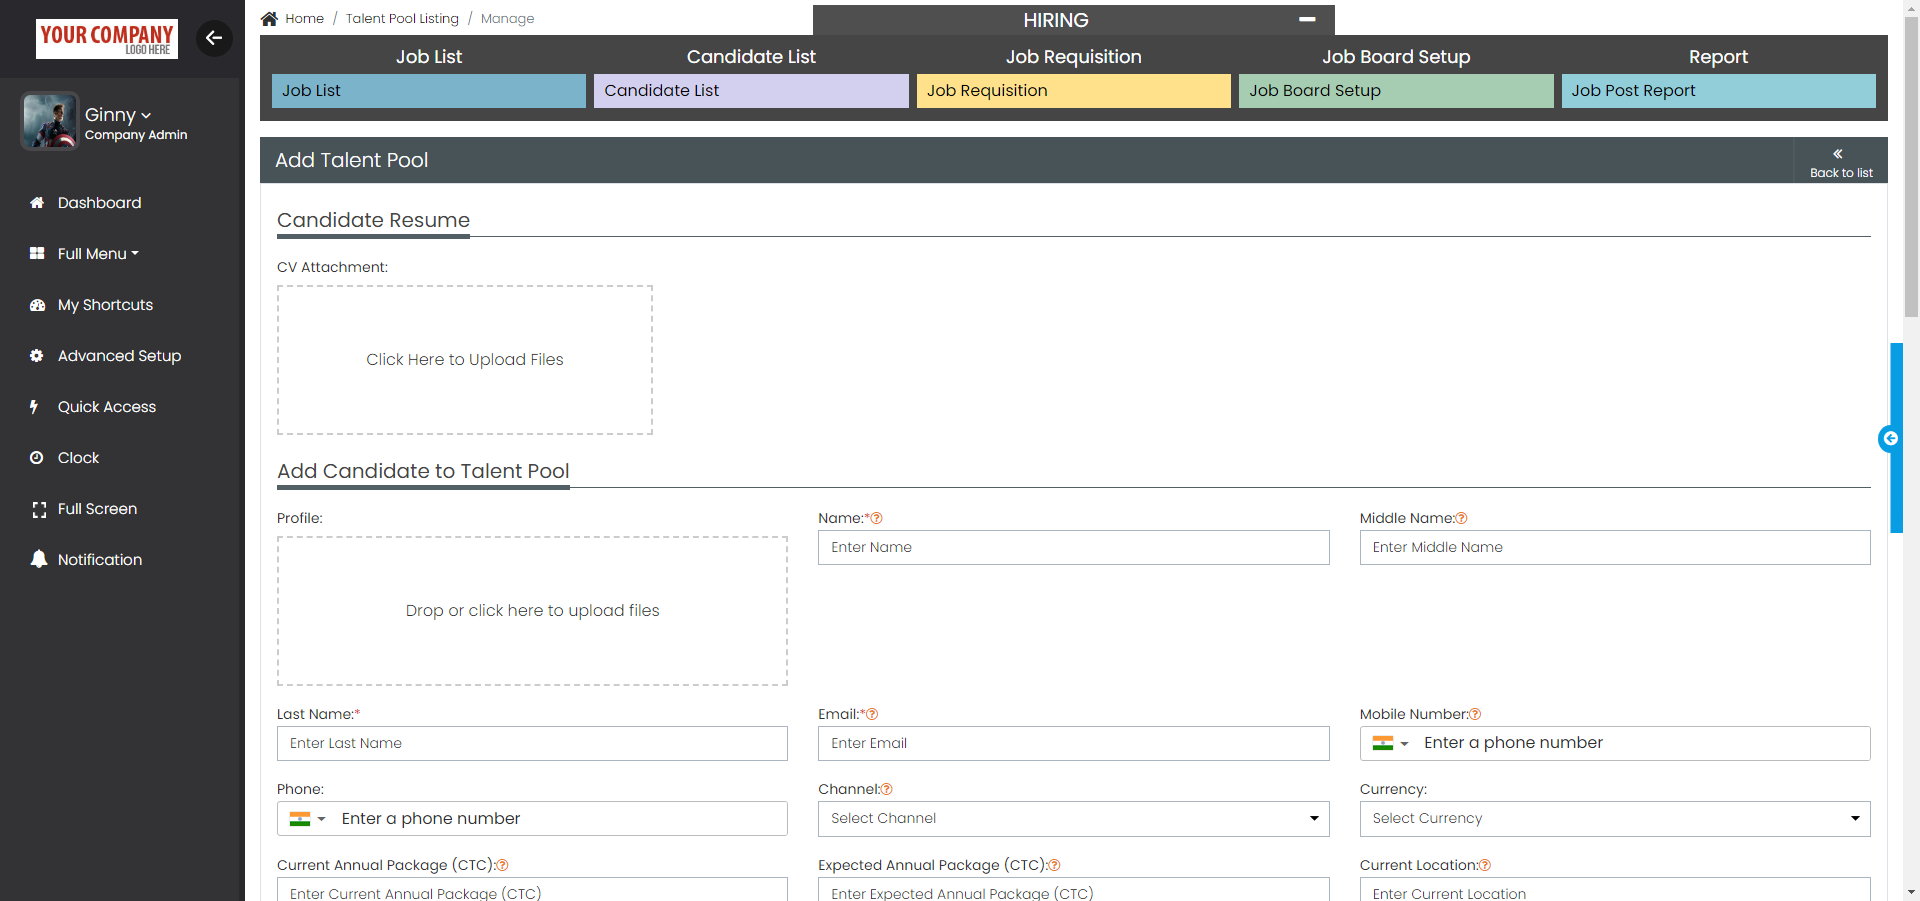 YOUR COMPANY
LOGO HERE
Ginny
Company Admin
Dashboard
Full Menu
My Shortcuts
Advanced Setup
Quick Access
Clock
Full Screen
Notification
Home / Talent Pool Listing / Manage
HIRING
Job List
Candidate List
Job Requisition
Job Board Setup
Report
Job List
Candidate List
Job Requisition
Job Board Setup
Job Post Report
Add Talent Pool
Back to list
Candidate Resume
CV Attachment:
Click Here to Upload Files
Add Candidate to Talent Pool
Profile:
Drop or click here to upload files
Name:*
Enter Name
Middle Name:
Enter Middle Name
Last Name:*
Enter Last Name
Email:*
Enter Email
Mobile Number:
Enter a phone number
Phone:
Enter a phone number
Channel:
Select Channel
Currency:
Select Currency
Current Annual Package (CTC):
Enter Current Annual Package (CTC)
Expected Annual Package (CTC):
Enter Expected Annual Package (CTC)
Current Location:
Enter Current Location